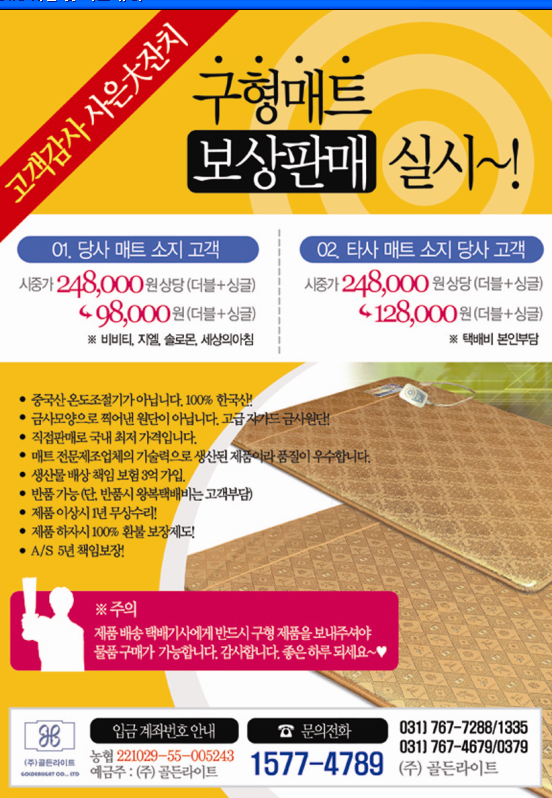 고객감사 사은大잔치
구형매트
보상판매 실시~!
01. 당사 매트 소지 고객
시중가 248,000 원 상당 (더블+싱글)
98,000 원 (더블+싱글)
※ 비비티, 지엘, 솔로몬, 세상의아침
02. 타사 매트 소지 당사 고객
시중가 248,000 원 상당 (더블+싱글)
128,000 원 (더블+싱글)
※ 택배비 본인부담
● 중국산 온도조절기가 아닙니다. 100% 한국산!
● 금사모양으로 찍어낸 원단이 아닙니다. 고급 자가드 금사원단!
● 직접판매로 국내 최저 가격입니다.
● 매트 전문제조업체의 기술력으로 생산된 제품이라 품질이 우수합니다.
● 생산물 배상 책임 보험 3억 가입.
● 반품 가능 (단, 반품시 왕복택배비는 고객부담)
● 제품 이상시 1년 무상수리!
● 제품 하자시 100% 환불 보장제도!
● A/S 5년 책임보장!
※ 주의
제품 배송 택배기사에게 반드시 구형 제품을 보내주셔야
물품 구매가 가능합니다. 감사합니다. 좋은 하루 되세요~♥
(주)골든라이트
GOLDENRIGHT CO., LTD
입금 계좌번호 안내
농협 221029-55-005243
예금주 : (주) 골든라이트
☎ 문의전화
1577-4789
031) 767-7288/1335
031) 767-4679/0379
(주) 골든라이트